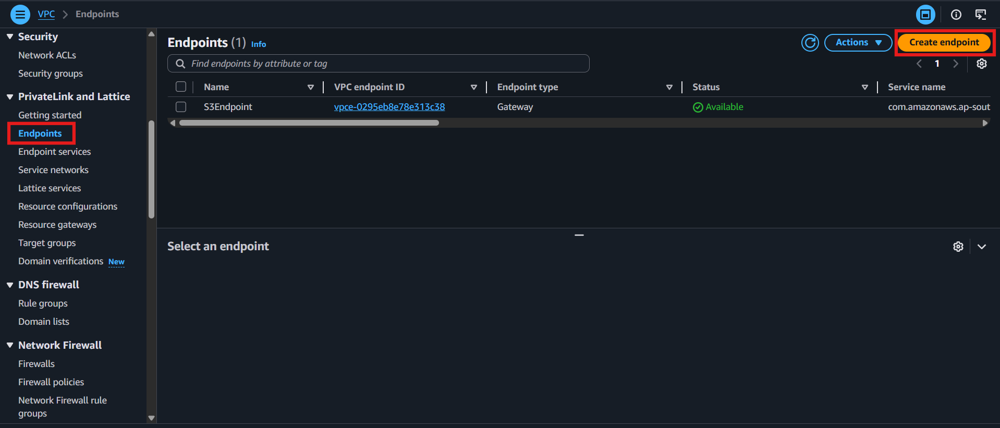 VPC > Endpoints
Security
Network ACLs
Security groups
PrivateLink and Lattice
Getting started
Endpoints
Endpoint services
Service networks
Lattice services
Resource configurations
Resource gateways
Target groups
Domain verifications New
DNS firewall
Rule groups
Domain lists
Network Firewall
Firewalls
Firewall policies
Network Firewall rule
groups
Endpoints (1) Info
Actions
Create endpoint
Find endpoints by attribute or tag
1
Name VPC endpoint ID Endpoint type Status Service name
S3Endpoint vpce-0295eb8e78e313c38 Gateway Available com.amazonaws.ap-sout
Select an endpoint